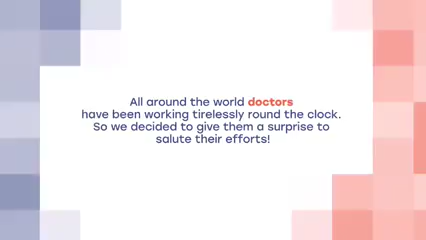 All around the world doctors
have been working tirelessly round the clock.
So we decided to give them a surprise to
salute their efforts!